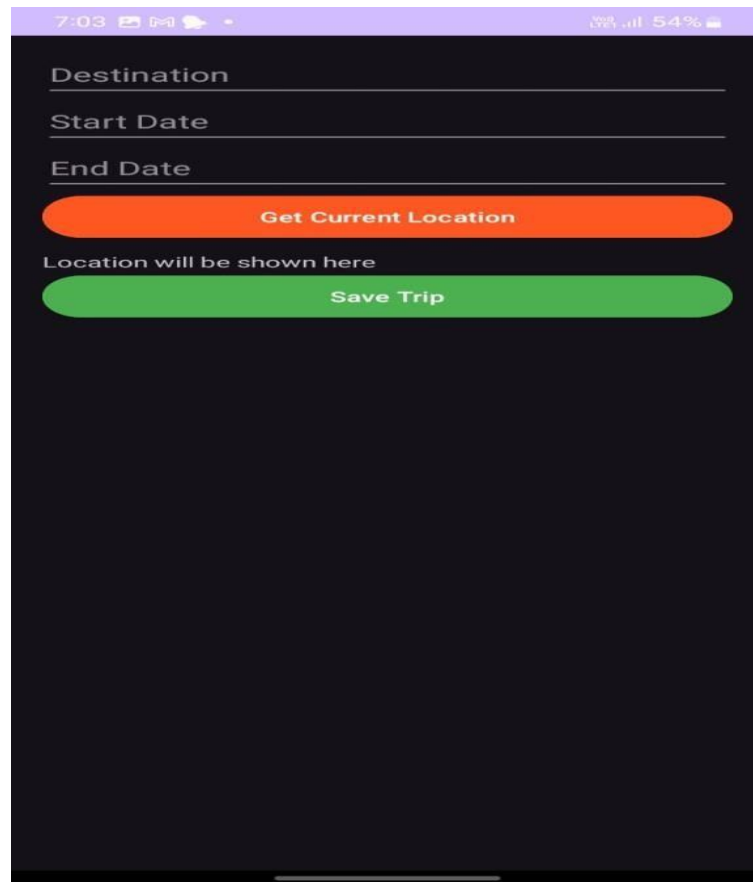 7:03 54%
Destination
Start Date
End Date
Get Current Location
Location will be shown here
Save Trip